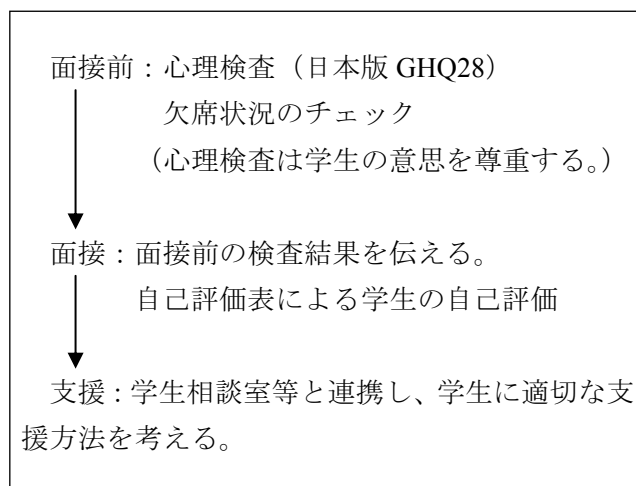 面接前：心理検査（日本版 GHQ28）
欠席状況のチェック
（心理検査は学生の意思を尊重する。）
面接：面接前の検査結果を伝える。
自己評価表による学生の自己評価
支援：学生相談室等と連携し、学生に適切な支
援方法を考える。